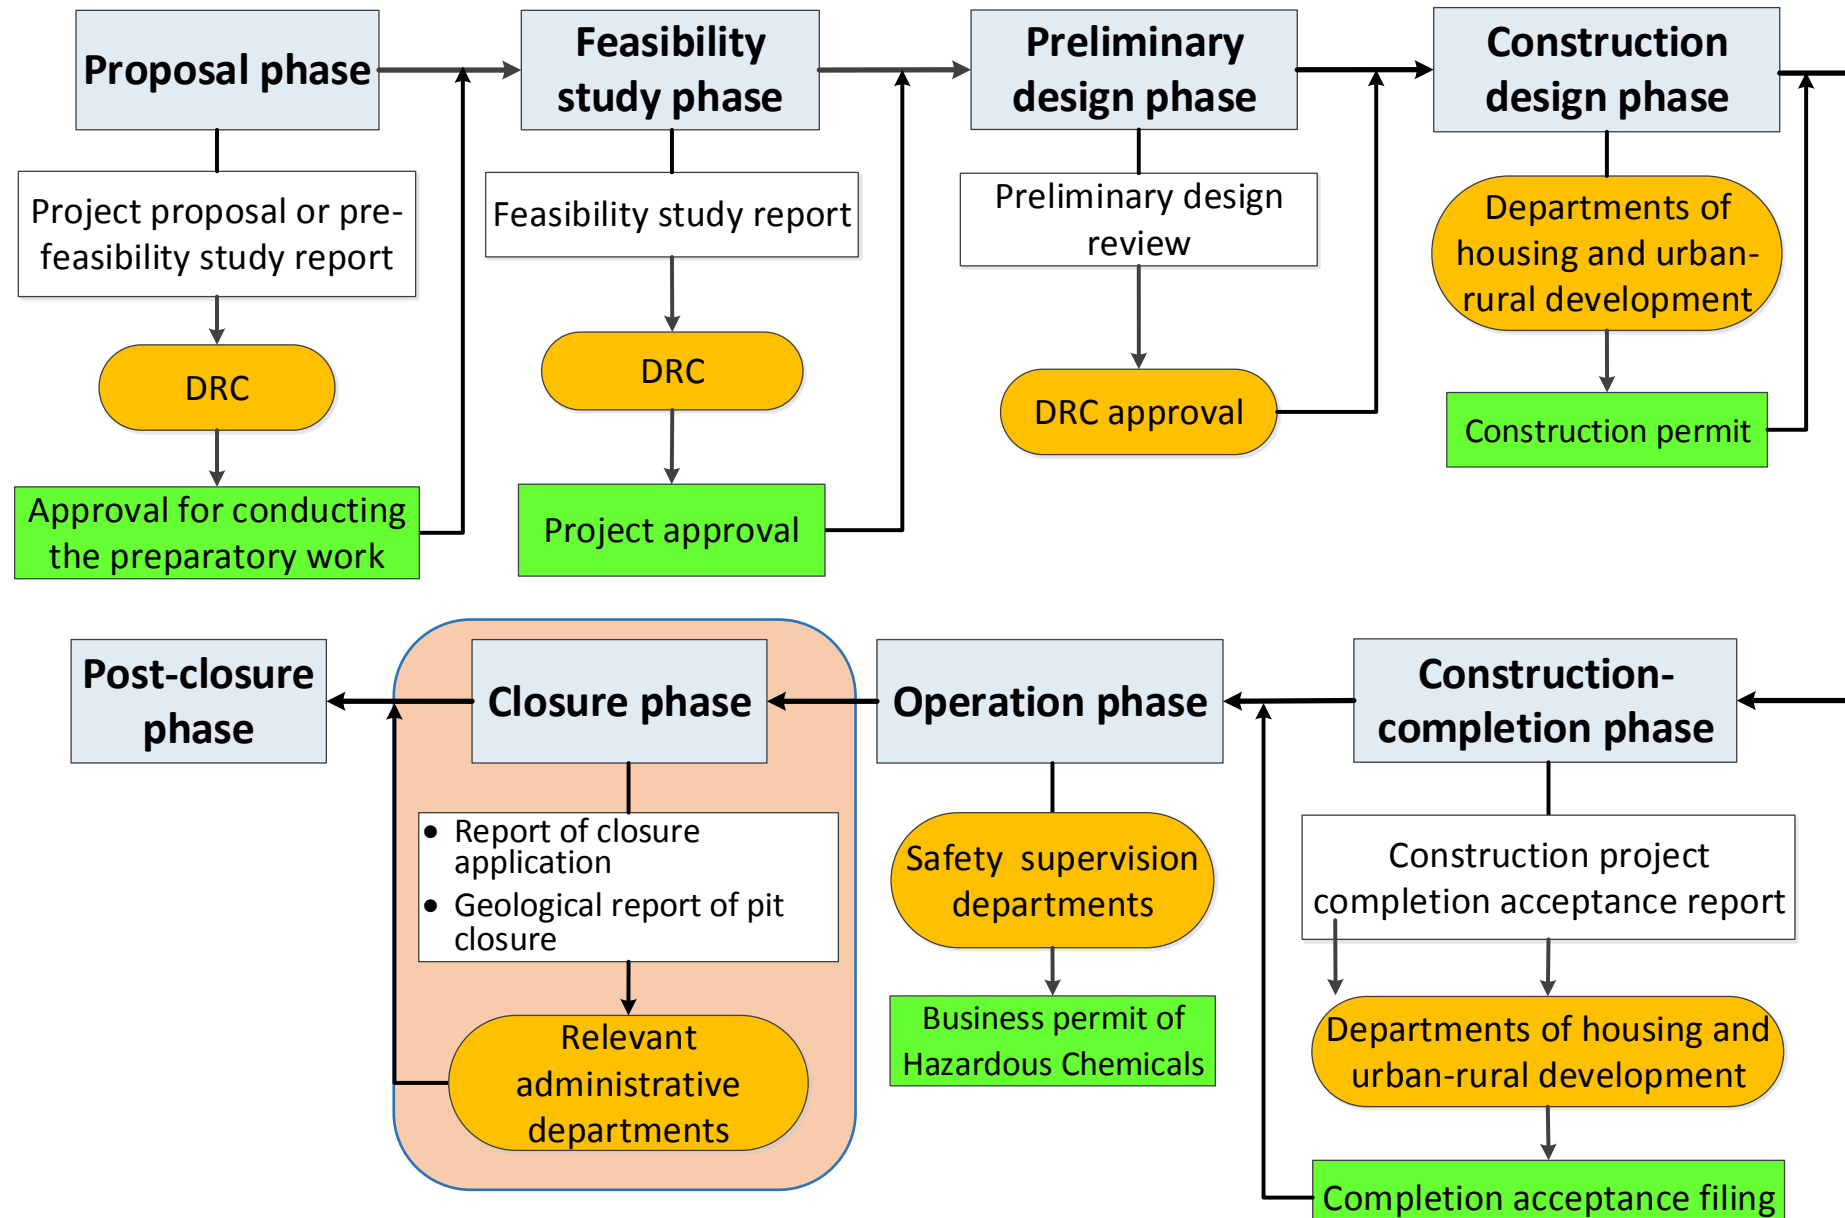 Proposal phase
Feasibility
study phase
Preliminary
design phase
Construction
design phase
Project proposal or pre-
feasibility study report
Feasibility study report
Preliminary design
review
Departments of
housing and urban-
rural development
DRC
DRC
DRC approval
Construction permit
Approval for conducting
the preparatory work
Project approval
Post-closure
phase
Closure phase
Operation phase
Construction-
completion phase
• Report of closure
application
• Geological report of pit
closure
Safety supervision
departments
Construction project
completion acceptance report
Relevant
administrative
departments
Business permit of
Hazardous Chemicals
Departments of housing and
urban-rural development
Completion acceptance filing